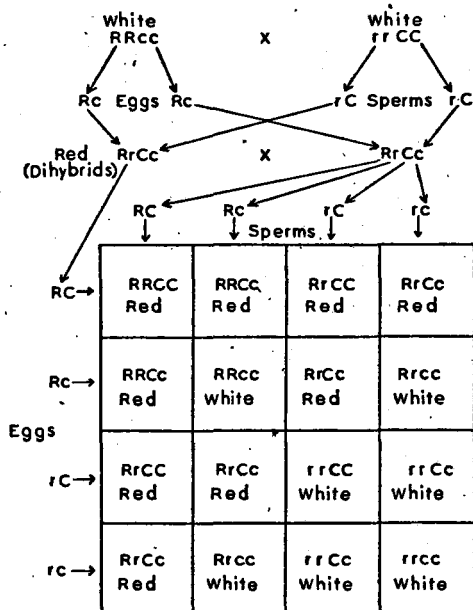 White White
RRcc X rrCC
Rc Eggs Rc rC Sperms rC
Red RrCc X RrCc
(Dihybrids)
RC Rc rC rc
Sperms
RC→ RRCC RRCc RrCC RrCc
Red Red Red Red
Rc→ RRCc RRcc RrCc Rrcc
Red White Red White
Eggs
rC→ RrCC RrCc rrCC rrCc
Red Red White White
rc→ RrCc Rrcc rrCc rrcc
Red White White White